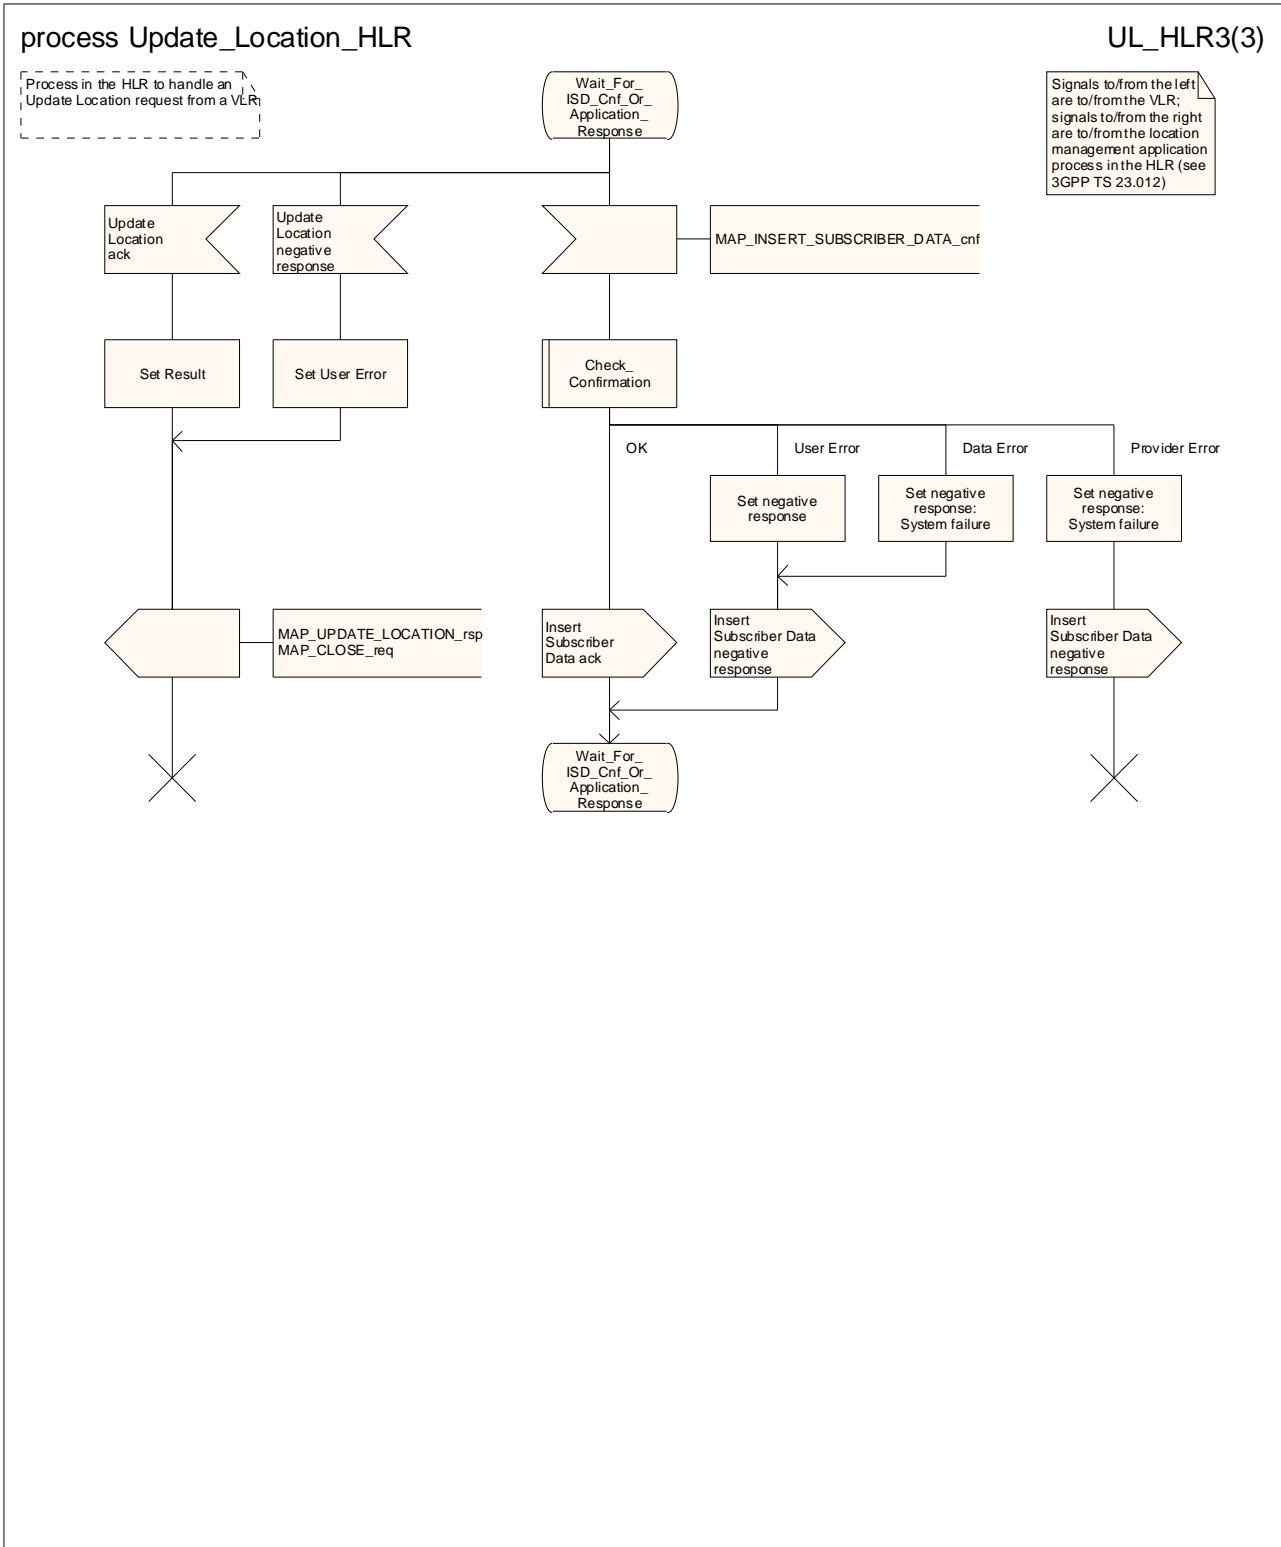 process Update_Location_HLR
UL_HLR3(3)
Process in the HLR to handle an
Update Location request from a VLR
Wait_For_
ISD_Cnf_Or_
Application_
Response
Signals to/from the left
are to/from the VLR;
signals to/from the right
are to/from the location
management application
process in the HLR (see
3GPP TS 23.012)
Update
Location
ack
Update
Location
negative
response
MAP_INSERT_SUBSCRIBER_DATA_cnf
Set Result
Set User Error
Check_
Confirmation
OK
User Error
Data Error
Provider Error
Set negative
response
Set negative
response:
System failure
Set negative
response:
System failure
MAP_UPDATE_LOCATION_rsp
MAP_CLOSE_req
Insert
Subscriber
Data ack
Insert
Subscriber Data
negative
response
Insert
Subscriber Data
negative
response
Wait_For_
ISD_Cnf_Or_
Application_
Response